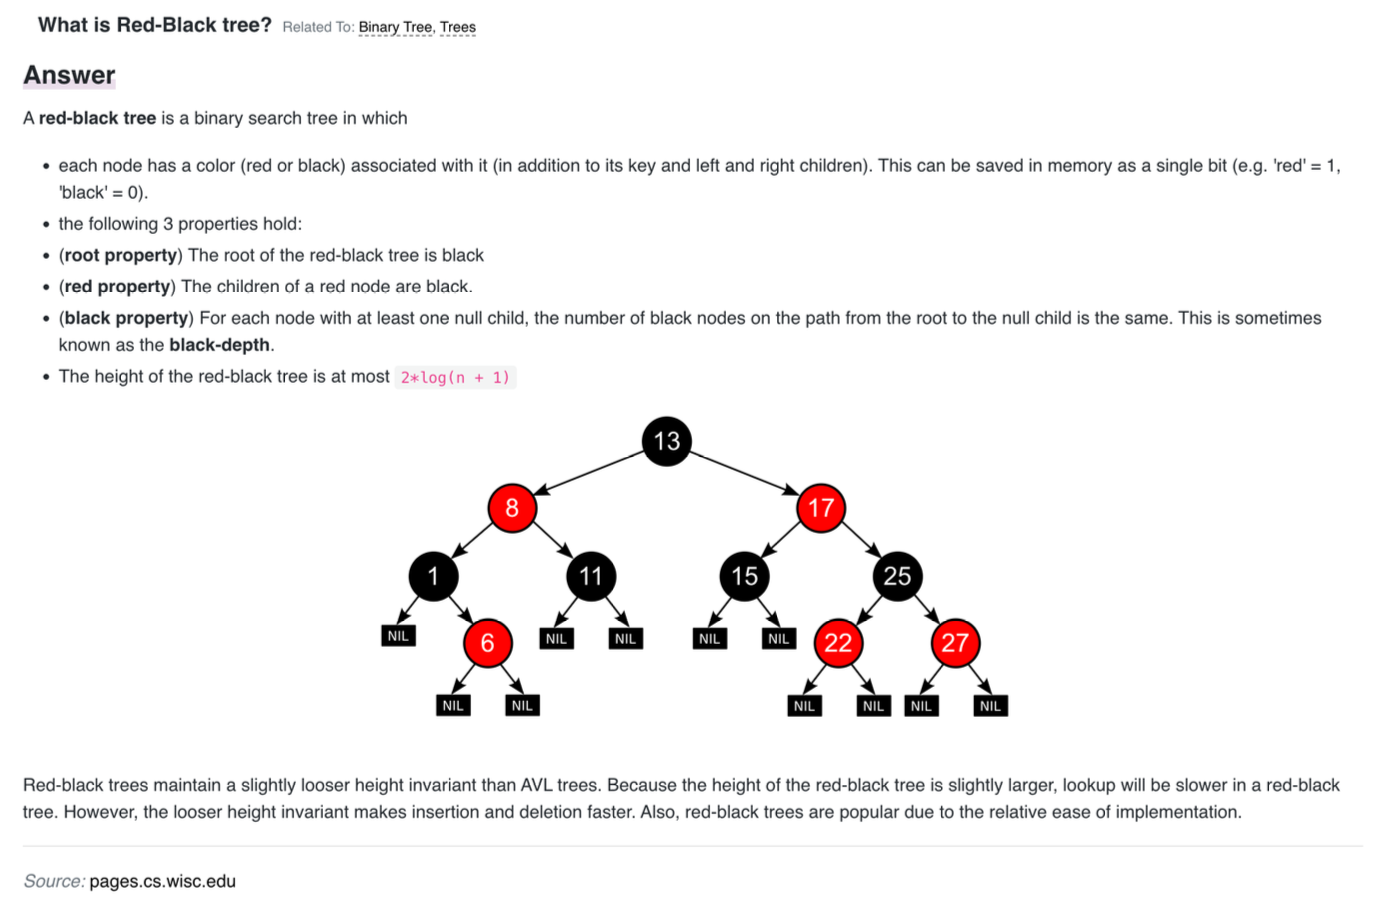 What is Red-Black tree? Related To: Binary Tree, Trees
Answer
A red-black tree is a binary search tree in which
• each node has a color (red or black) associated with it (in addition to its key and left and right children). This can be saved in memory as a single bit (e.g. 'red' = 1,
'black' = 0).
• the following 3 properties hold:
• (root property) The root of the red-black tree is black
• (red property) The children of a red node are black.
• (black property) For each node with at least one null child, the number of black nodes on the path from the root to the null child is the same. This is sometimes
known as the black-depth.
• The height of the red-black tree is at most 2*log(n + 1)
13
8 17
1 11 15 25
NIL 6 NIL NIL NIL NIL 22 27
NIL NIL NIL NIL NIL NIL
Red-black trees maintain a slightly looser height invariant than AVL trees. Because the height of the red-black tree is slightly larger, lookup will be slower in a red-black
tree. However, the looser height invariant makes insertion and deletion faster. Also, red-black trees are popular due to the relative ease of implementation.
Source: pages.cs.wisc.edu